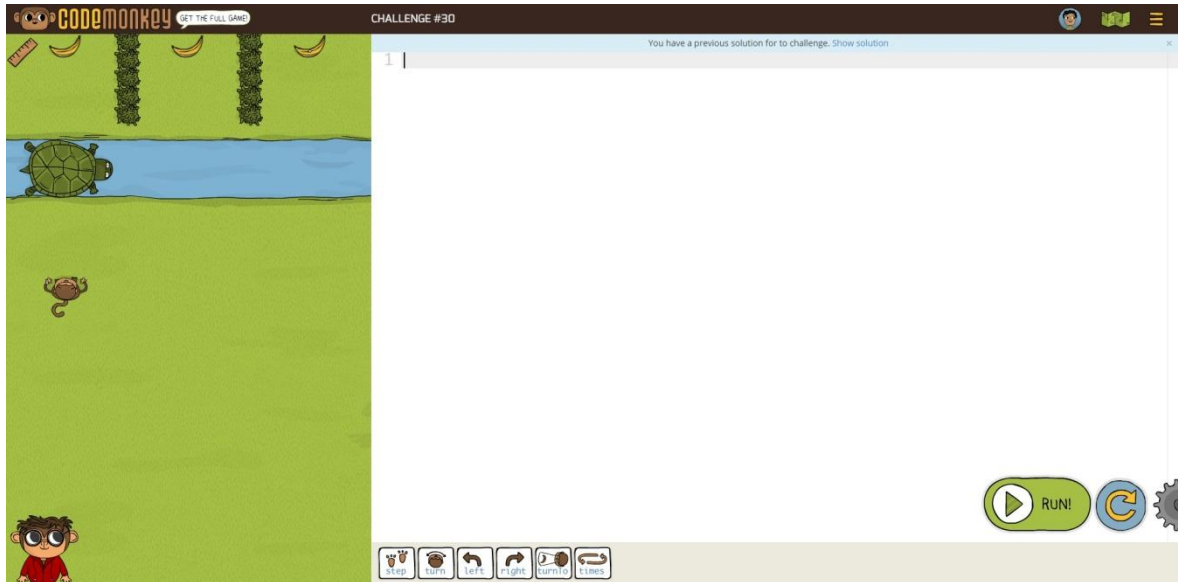 CODEMONKEY GET THE FULL GAME! CHALLENGE #30
You have a previous solution for to challenge. Show solution ×
1
RUN!
step turn left right turnTo times